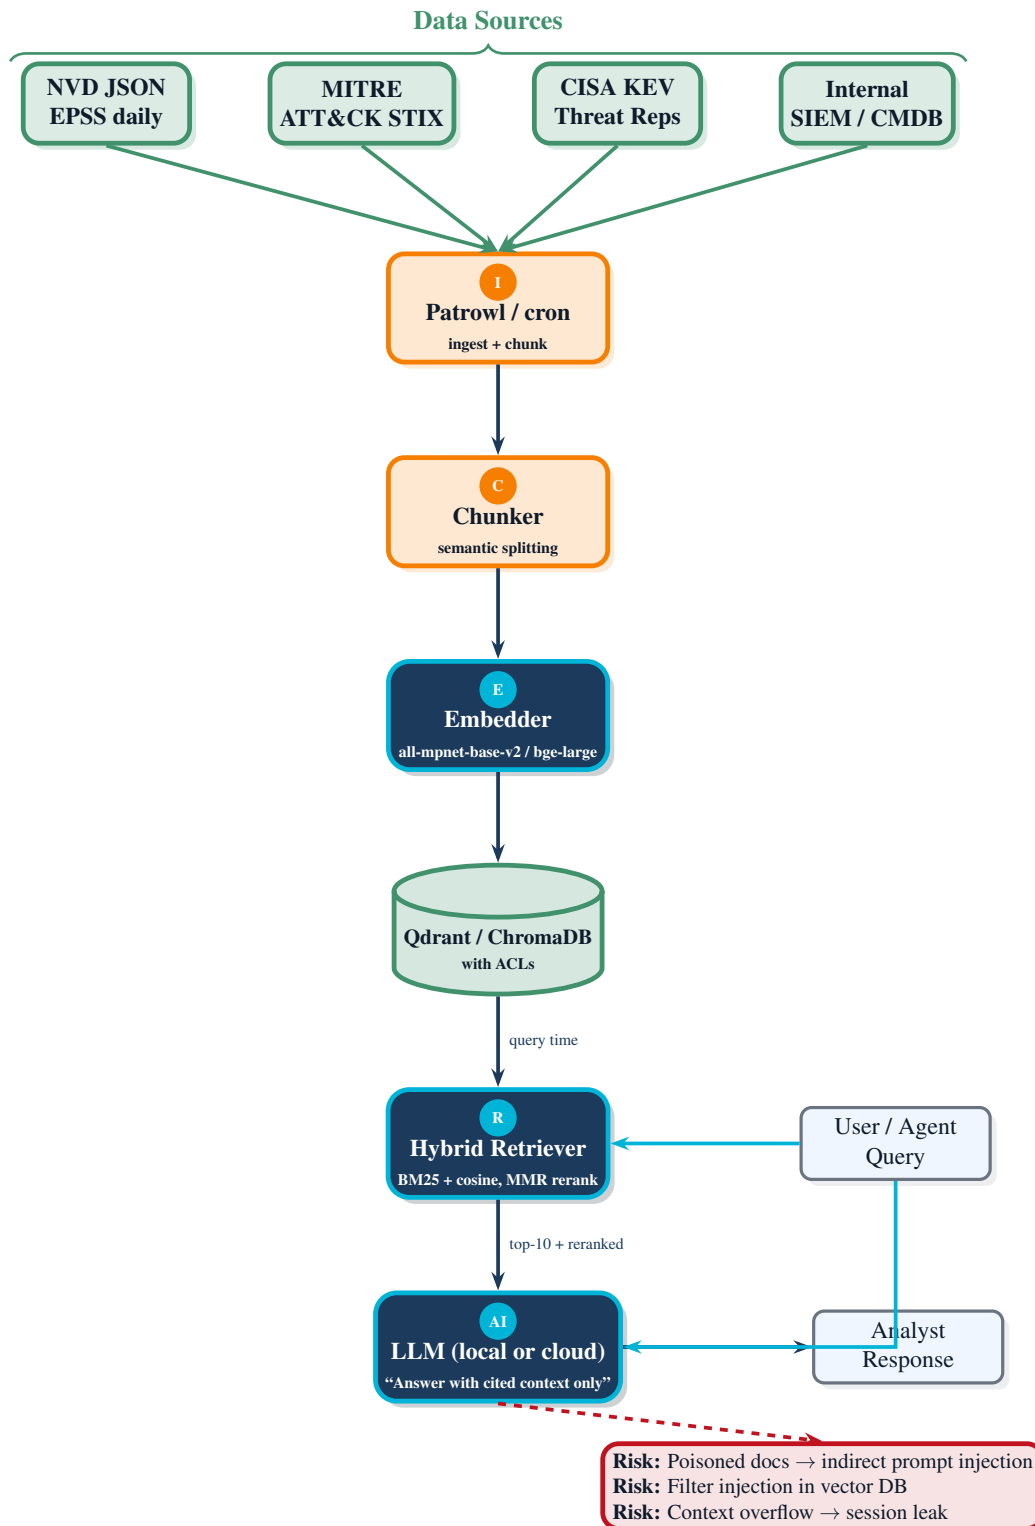 Data Sources
NVD JSON
EPSS daily
MITRE
ATT&CK STIX
CISA KEV
Threat Reps
Internal
SIEM / CMDB
I
Patrowl / cron
ingest + chunk
C
Chunker
semantic splitting
E
Embedder
all-mpnet-base-v2 / bge-large
Qdrant / ChromaDB
with ACLs
query time
R
Hybrid Retriever
BM25 + cosine, MMR rerank
User / Agent
Query
top-10 + reranked
AI
LLM (local or cloud)
“Answer with cited context only”
Analyst
Response
Risk: Poisoned docs → indirect prompt injection
Risk: Filter injection in vector DB
Risk: Context overflow → session leak